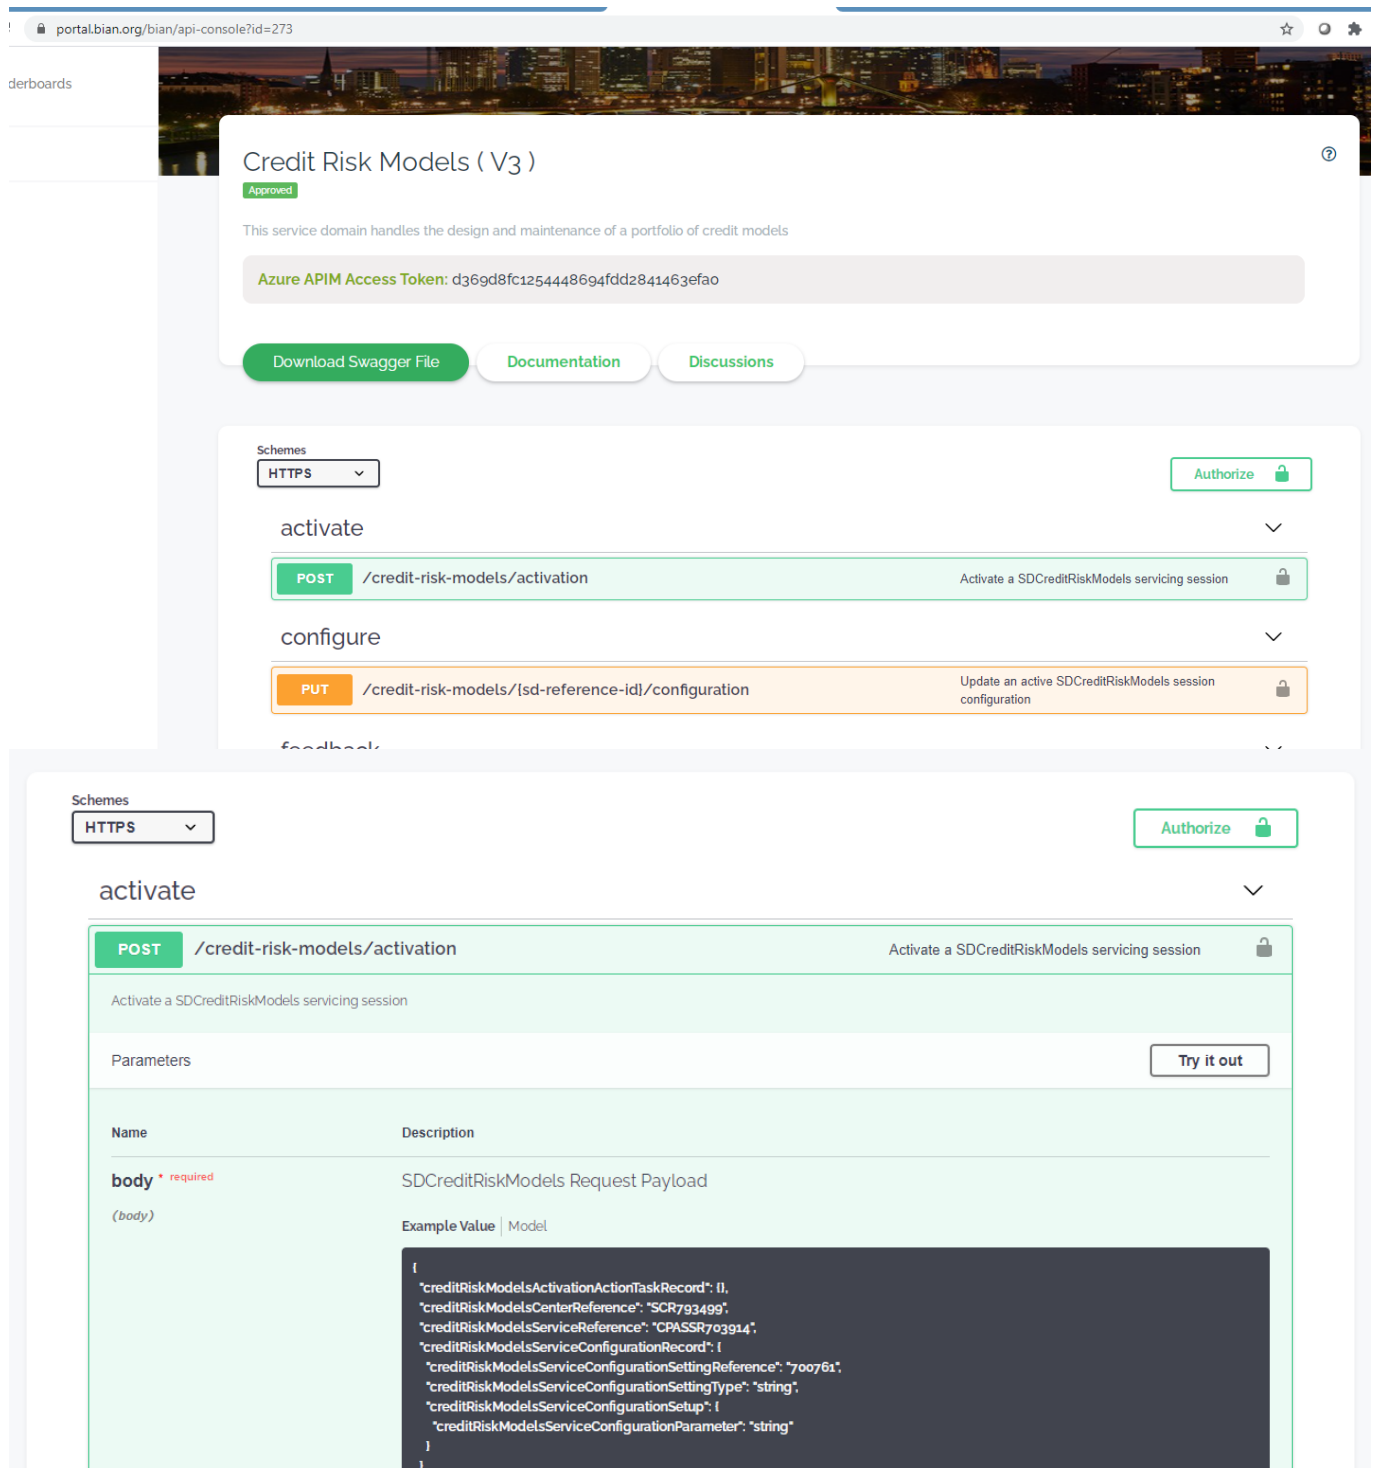 portal.bian.org/bian/api-console?id=273
derboards
Credit Risk Models ( V3 )
Approved
This service domain handles the design and maintenance of a portfolio of credit models
Azure APIM Access Token: d369d8fc1254448694fdd2841463efa0
Download Swagger File Documentation Discussions
Schemes
HTTPS
Authorize
activate
POST /credit-risk-models/activation Activate a SDCreditRiskModels servicing session
configure
PUT /credit-risk-models/{sd-reference-id}/configuration Update an active SDCreditRiskModels session
configuration
feedback
Schemes
HTTPS
Authorize
activate
POST /credit-risk-models/activation Activate a SDCreditRiskModels servicing session
Activate a SDCreditRiskModels servicing session
Parameters Try it out
Name Description
body * required SDCreditRiskModels Request Payload
(body)
Example Value Model
{
"creditRiskModelsActivationActionTaskRecord": {},
"creditRiskModelsCenterReference": "SCR793499",
"creditRiskModelsServiceReference": "CPASSR703914",
"creditRiskModelsServiceConfigurationRecord": {
"creditRiskModelsServiceConfigurationSettingReference": "700761",
"creditRiskModelsServiceConfigurationSettingType": "string",
"creditRiskModelsServiceConfigurationSetup": {
"creditRiskModelsServiceConfigurationParameter": "string"
}
}